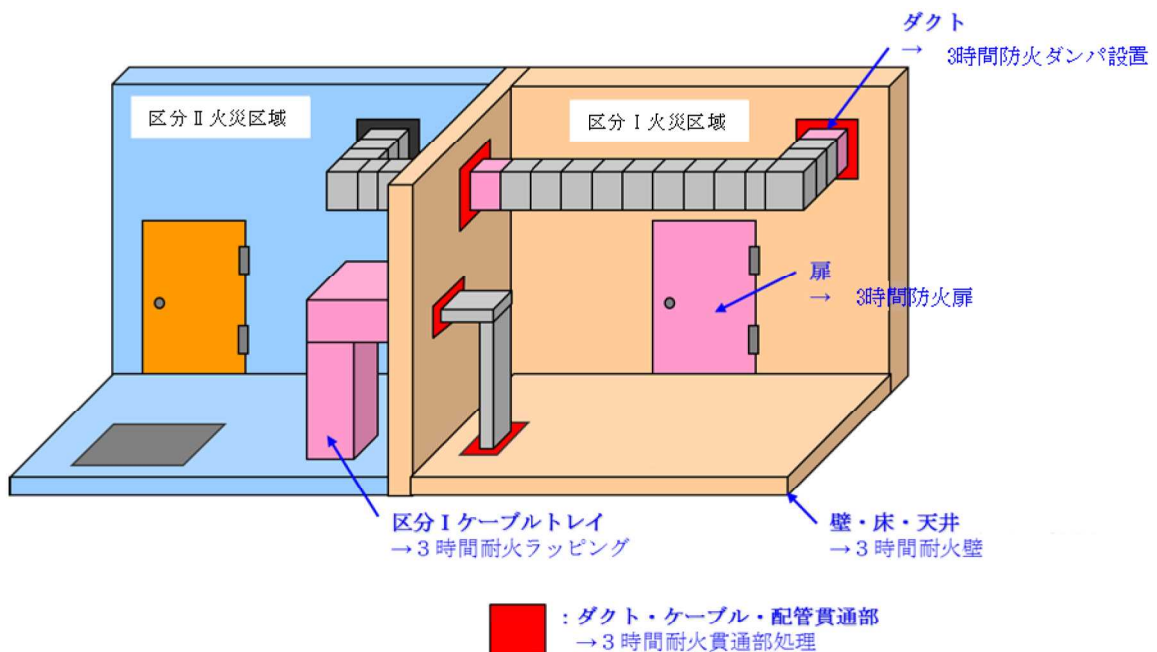 ダクト
→ 3時間防火ダンパ設置
区分Ⅱ火災区域
区分Ⅰ火災区域
扉
→ 3時間防火扉
区分Ⅰケーブルトレイ
→３時間耐火ラッピング
壁・床・天井
→３時間耐火壁
：ダクト・ケーブル・配管貫通部
→３時間耐火貫通部処理